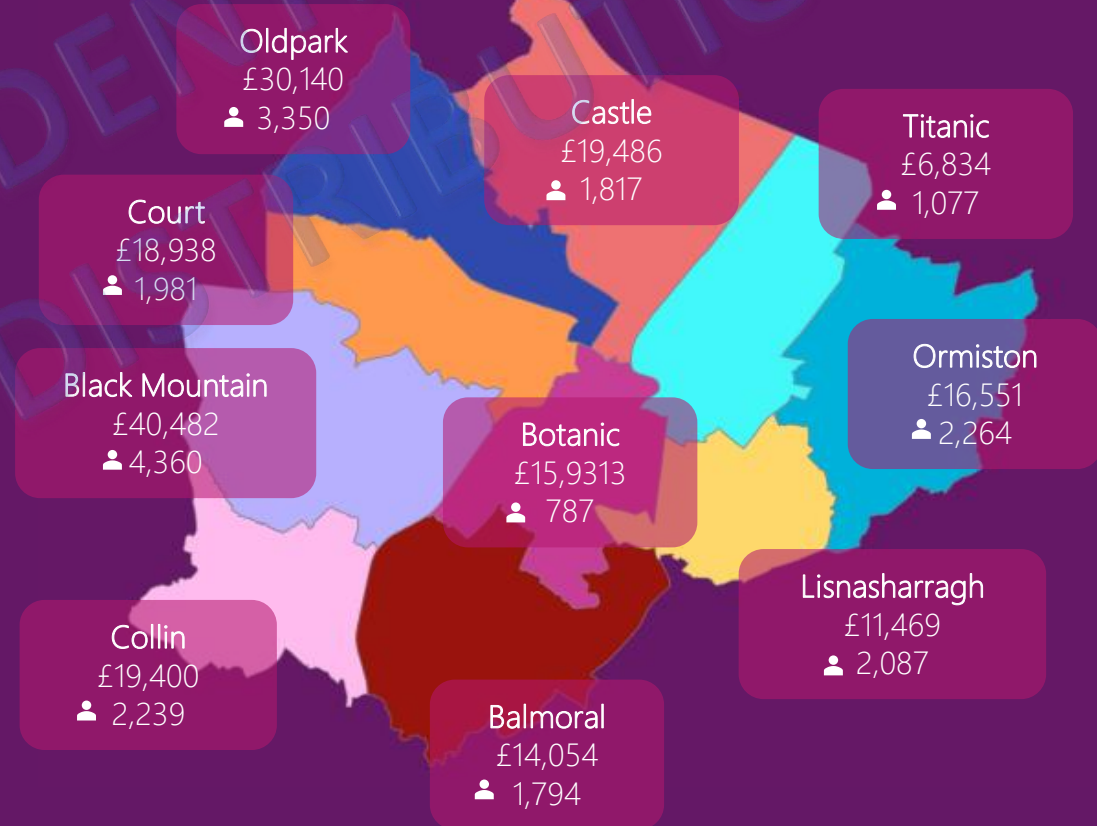 Oldpark
£30,140
3,350
Castle
£19,486
1,817
Titanic
£6,834
1,077
Court
£18,938
1,981
Ormiston
£16,551
2,264
Black Mountain
£40,482
4,360
Botanic
£15,9313
787
Lisnasharragh
£11,469
2,087
Collin
£19,400
2,239
Balmoral
£14,054
1,794